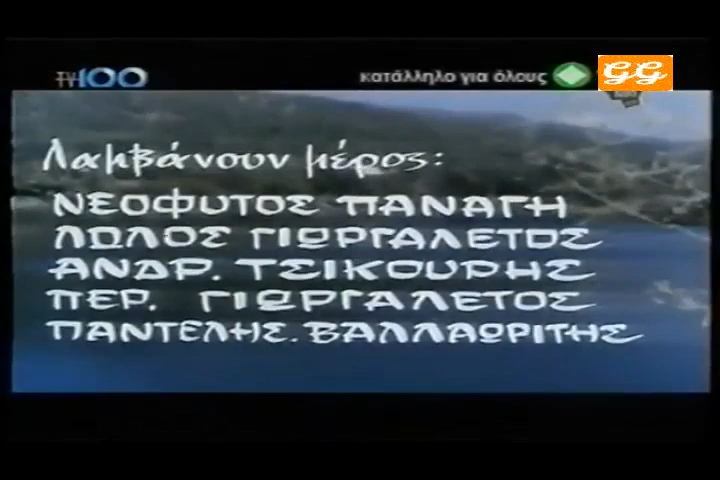 TV100
κατάλληλο για όλους
GG
Λαμβάνουν μέρος:
ΝΕΟΦΥΤΟΣ ΠΑΝΑΓΗ
ΛΩΛΟΣ ΓΙΩΡΓΑΛΕΤΟΣ
ΑΝΔΡ. ΤΣΙΚΟΥΡΗΣ
ΠΕΡ. ΓΙΩΡΓΑΛΕΤΟΣ
ΠΑΝΤΕΛΗΣ. ΒΑΛΛΑΩΡΙΤΗΣ